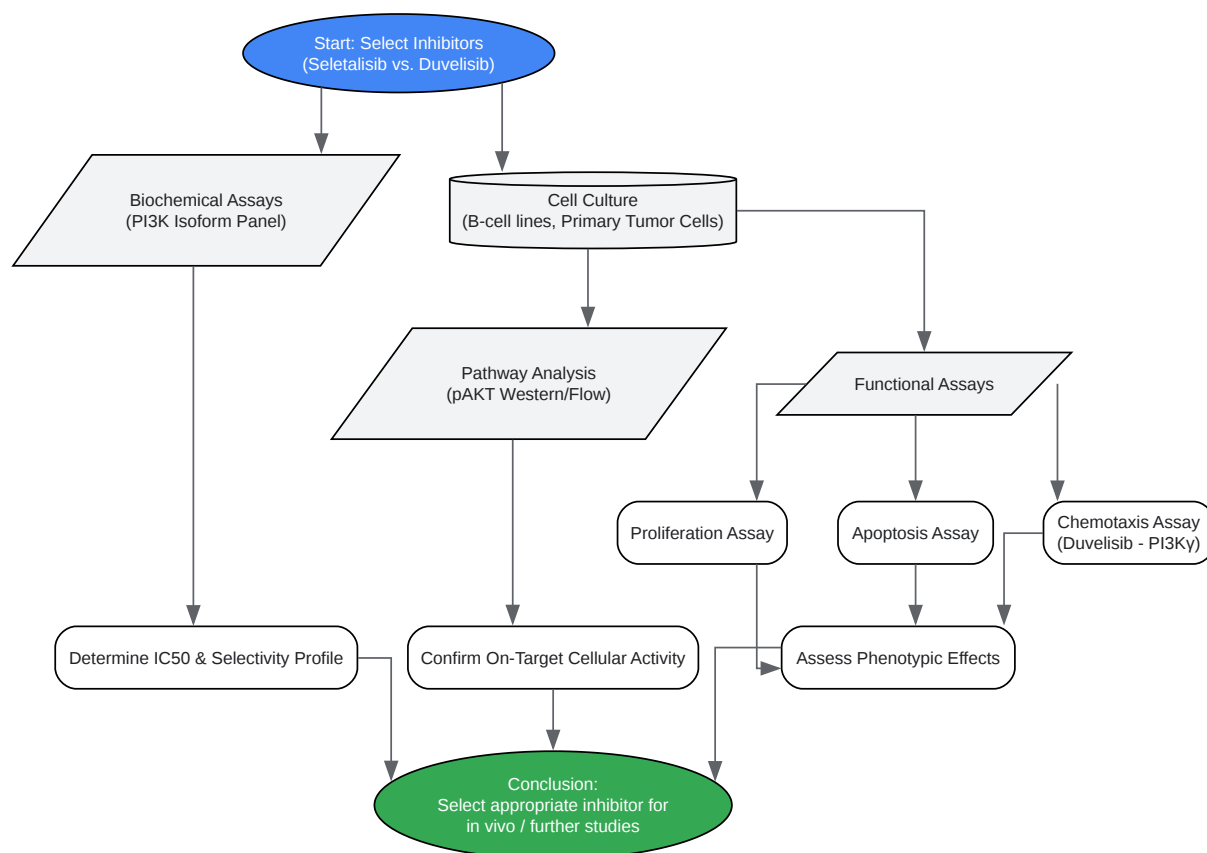 Start: Select Inhibitors
(Seletalisib vs. Duvelisib)
Biochemical Assays
(PI3K Isoform Panel)
Cell Culture
(B-cell lines, Primary Tumor Cells)
Pathway Analysis
(pAKT Western/Flow)
Functional Assays
Proliferation Assay
Apoptosis Assay
Chemotaxis Assay
(Duvelisib - PI3Kγ)
Determine IC50 & Selectivity Profile
Confirm On-Target Cellular Activity
Assess Phenotypic Effects
Conclusion:
Select appropriate inhibitor for
in vivo / further studies